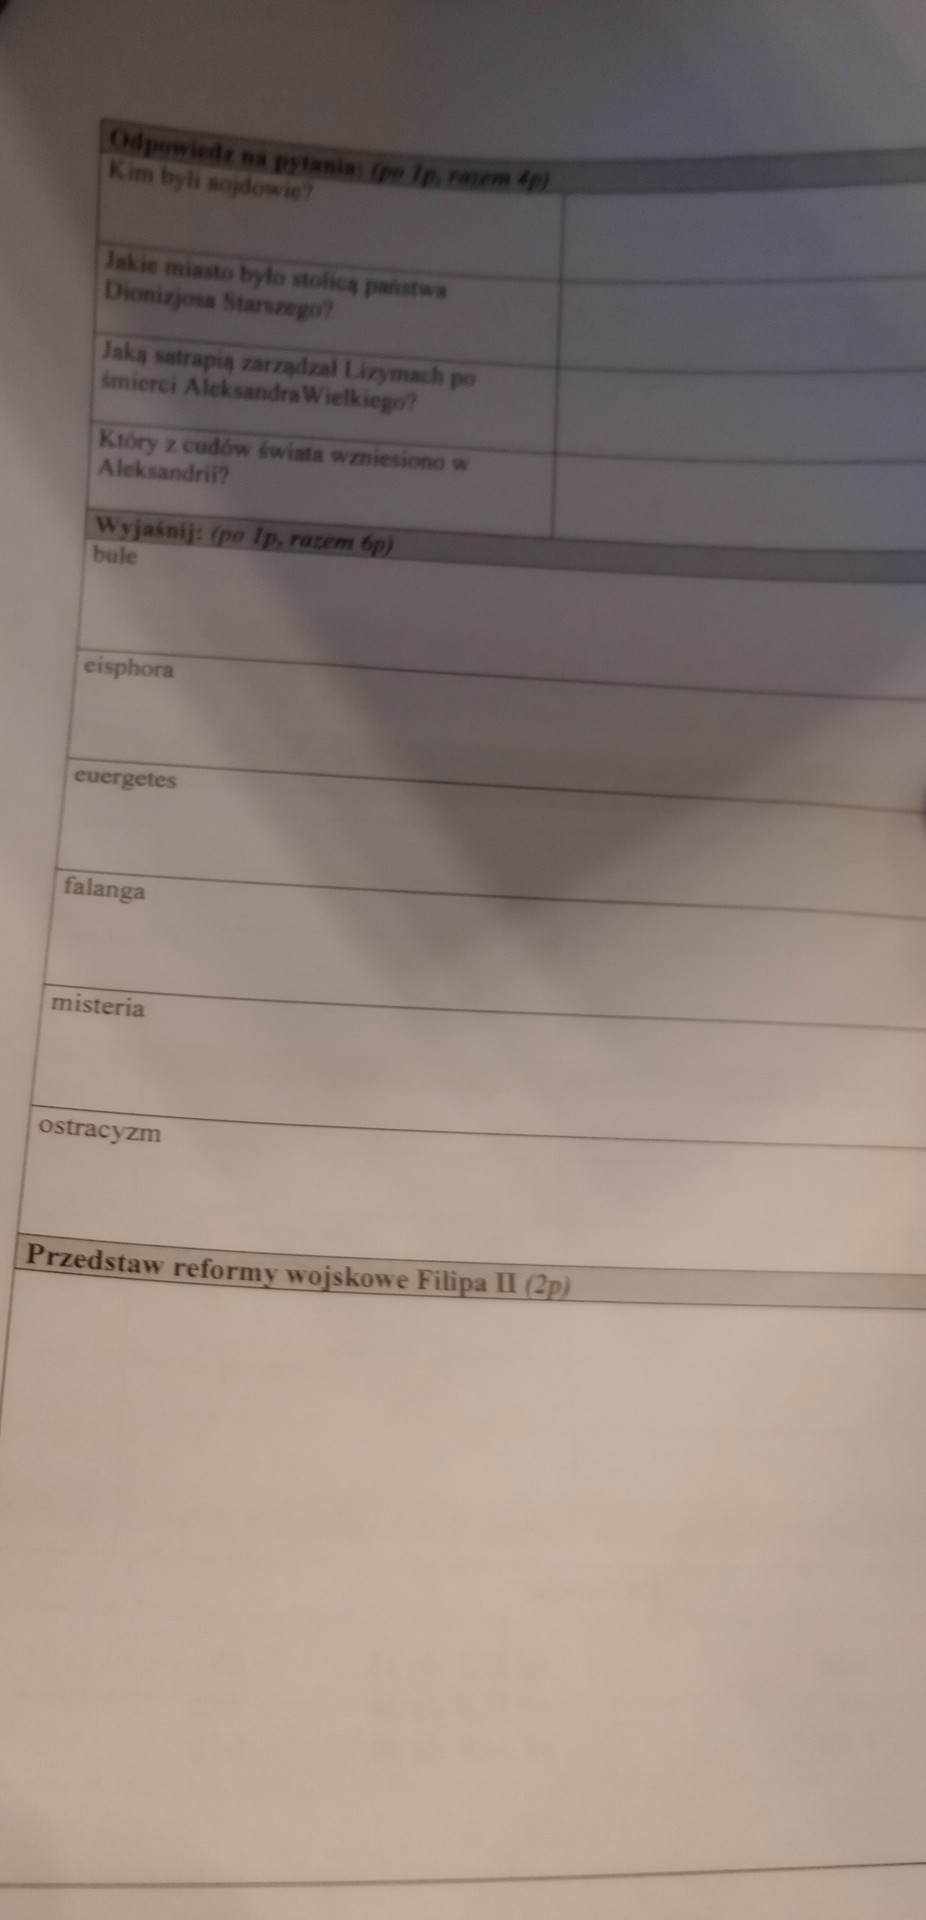 Odpowiedz na pytania: (po 1p, razem 4p)
Kim byli aojdowie?
Jakie miasto było stolicą państwa
Dionizjosa Starszego?
Jaką satrapią zarządzał Lizymach po
śmierci AleksandraWielkiego?
Który z cudów świata wzniesiono w
Aleksandrii?
Wyjaśnij: (po 1p, razem 6p)
bule
eisphora
euergetes
falanga
misteria
ostracyzm
Przedstaw reformy wojskowe Filipa II (2p)